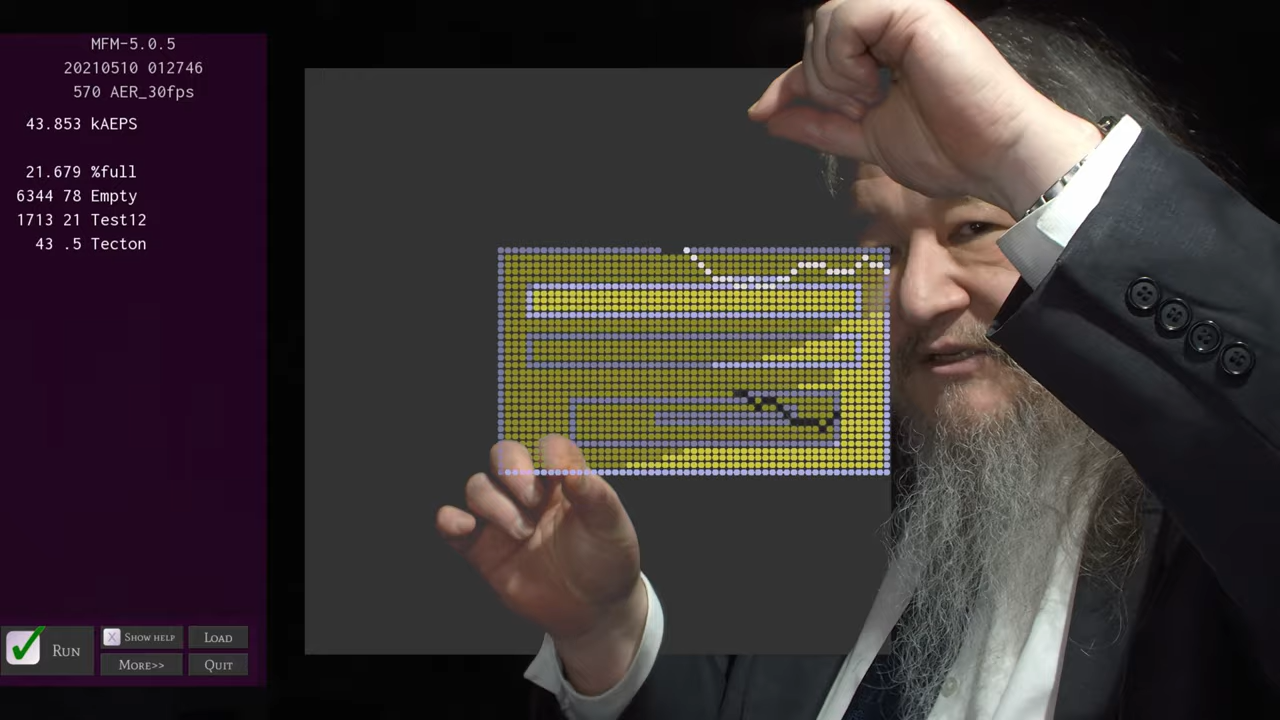 MFM-5.0.5
20210510 012746
570 AER_30fps
43.853 kAEPS
21.679 %full
6344 78 Empty
1713 21 Test12
43 .5 Tecton
Run
X Show help
Load
More>>
Quit